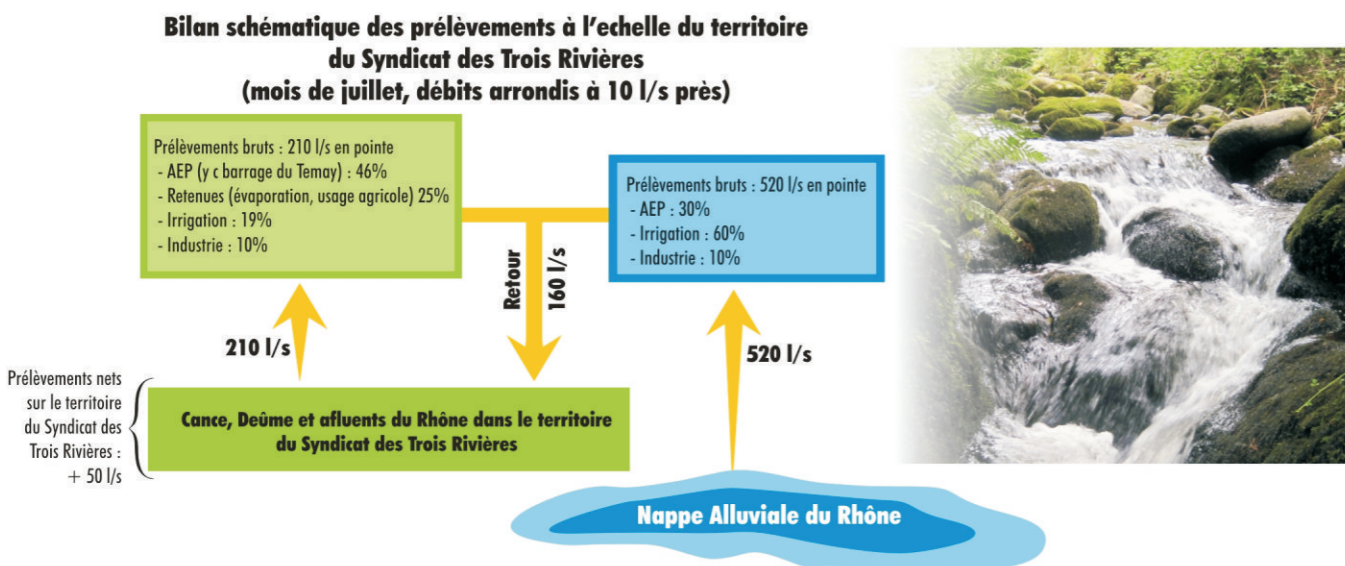 Bilan schématique des prélèvements à l'echelle du territoire
du Syndicat des Trois Rivières
(mois de juillet, débits arrondis à 10 l/s près)
Prélèvements bruts : 210 l/s en pointe
- AEP (y c barrage du Temay) : 46%
- Retenues (évaporation, usage agricole) 25%
- Irrigation : 19%
- Industrie : 10%
Prélèvements bruts : 520 l/s en pointe
- AEP : 30%
- Irrigation : 60%
- Industrie : 10%
Retour
160 l/s
210 l/s
520 l/s
Prélèvements nets
sur le territoire
du Syndicat des
Trois Rivières :
+ 50 l/s
Cance, Deûme et afluents du Rhône dans le territoire
du Syndicat des Trois Rivières
Nappe Alluviale du Rhône